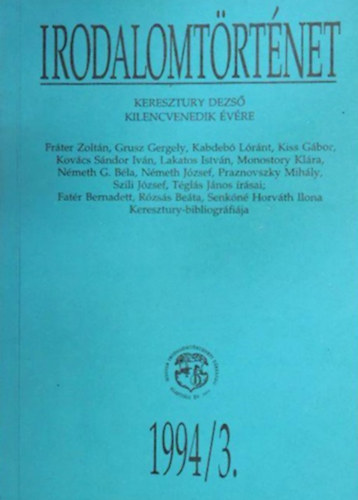 IRODALOMTÖRTÉNET
KERESZTURY DEZSŐ
KILENCVENEDIK ÉVÉRE
Fráter Zoltán, Grusz Gergely, Kabdebó Lóránt, Kiss Gábor,
Kovács Sándor Iván, Lakatos István, Monostory Klára,
Németh G. Béla, Németh József, Praznovszky Mihály,
Szili József, Téglás János írásai;
Fatér Bernadett, Rózsás Beáta, Senkóné Horváth Ilona
Keresztury-bibliográfiája
1994/3.